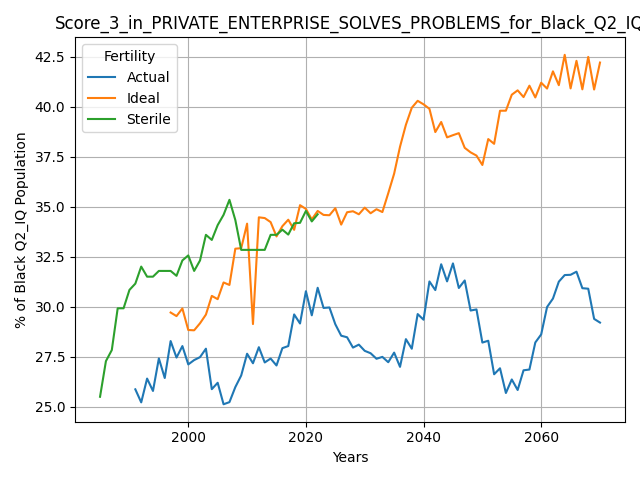 Score_3_in_PRIVATE_ENTERPRISE_SOLVES_PROBLEMS_for_Black_Q2_IQ
Fertility
Actual
Ideal
Sterile
42.5
40.0
37.5
35.0
32.5
30.0
27.5
25.0
% of Black Q2_IQ Population
2000
2020
2040
2060
Years